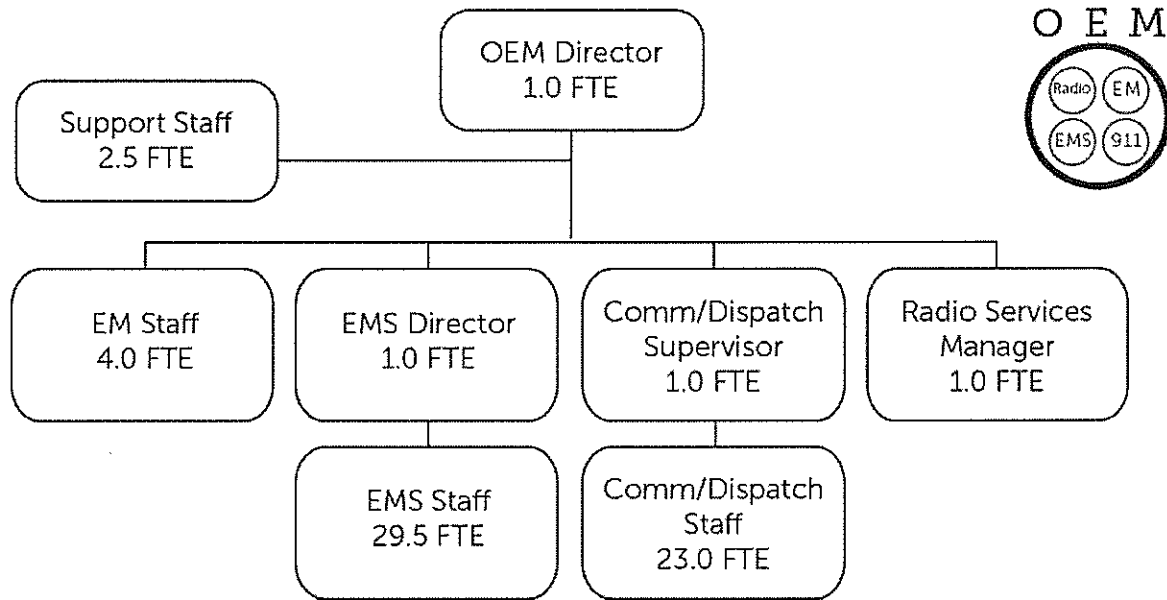 O E M
Radio
EM
EMS
911
OEM Director
1.0 FTE
Support Staff
2.5 FTE
EM Staff
4.0 FTE
EMS Director
1.0 FTE
Comm/Dispatch
Supervisor
1.0 FTE
Radio Services
Manager
1.0 FTE
EMS Staff
29.5 FTE
Comm/Dispatch
Staff
23.0 FTE